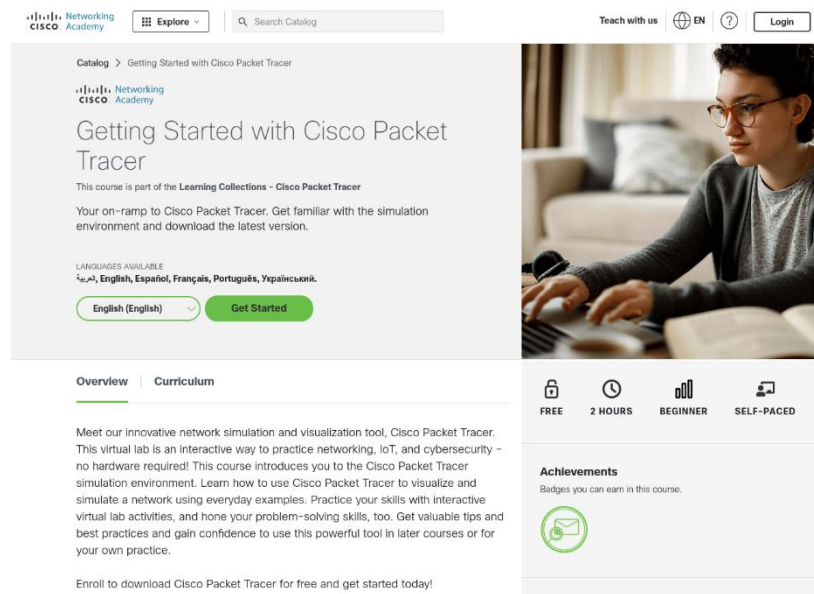 Networking
CISCO Academy
Explore
Search Catalog
Teach with us
EN
?
Login
Catalog > Getting Started with Cisco Packet Tracer
Networking
CISCO Academy
Getting Started with Cisco Packet
Tracer
This course is part of the Learning Collections - Cisco Packet Tracer
Your on-ramp to Cisco Packet Tracer. Get familiar with the simulation
environment and download the latest version.
LANGUAGES AVAILABLE
العربية, English, Español, Français, Português, Український.
English (English)
Get Started
Overview
Curriculum
FREE
2 HOURS
BEGINNER
SELF-PACED
Meet our innovative network simulation and visualization tool, Cisco Packet Tracer.
This virtual lab is an interactive way to practice networking, IoT, and cybersecurity –
no hardware required! This course introduces you to the Cisco Packet Tracer
simulation environment. Learn how to use Cisco Packet Tracer to visualize and
simulate a network using everyday examples. Practice your skills with interactive
virtual lab activities, and hone your problem-solving skills, too. Get valuable tips and
best practices and gain confidence to use this powerful tool in later courses or for
your own practice.
Enroll to download Cisco Packet Tracer for free and get started today!
Achievements
Badges you can earn in this course.